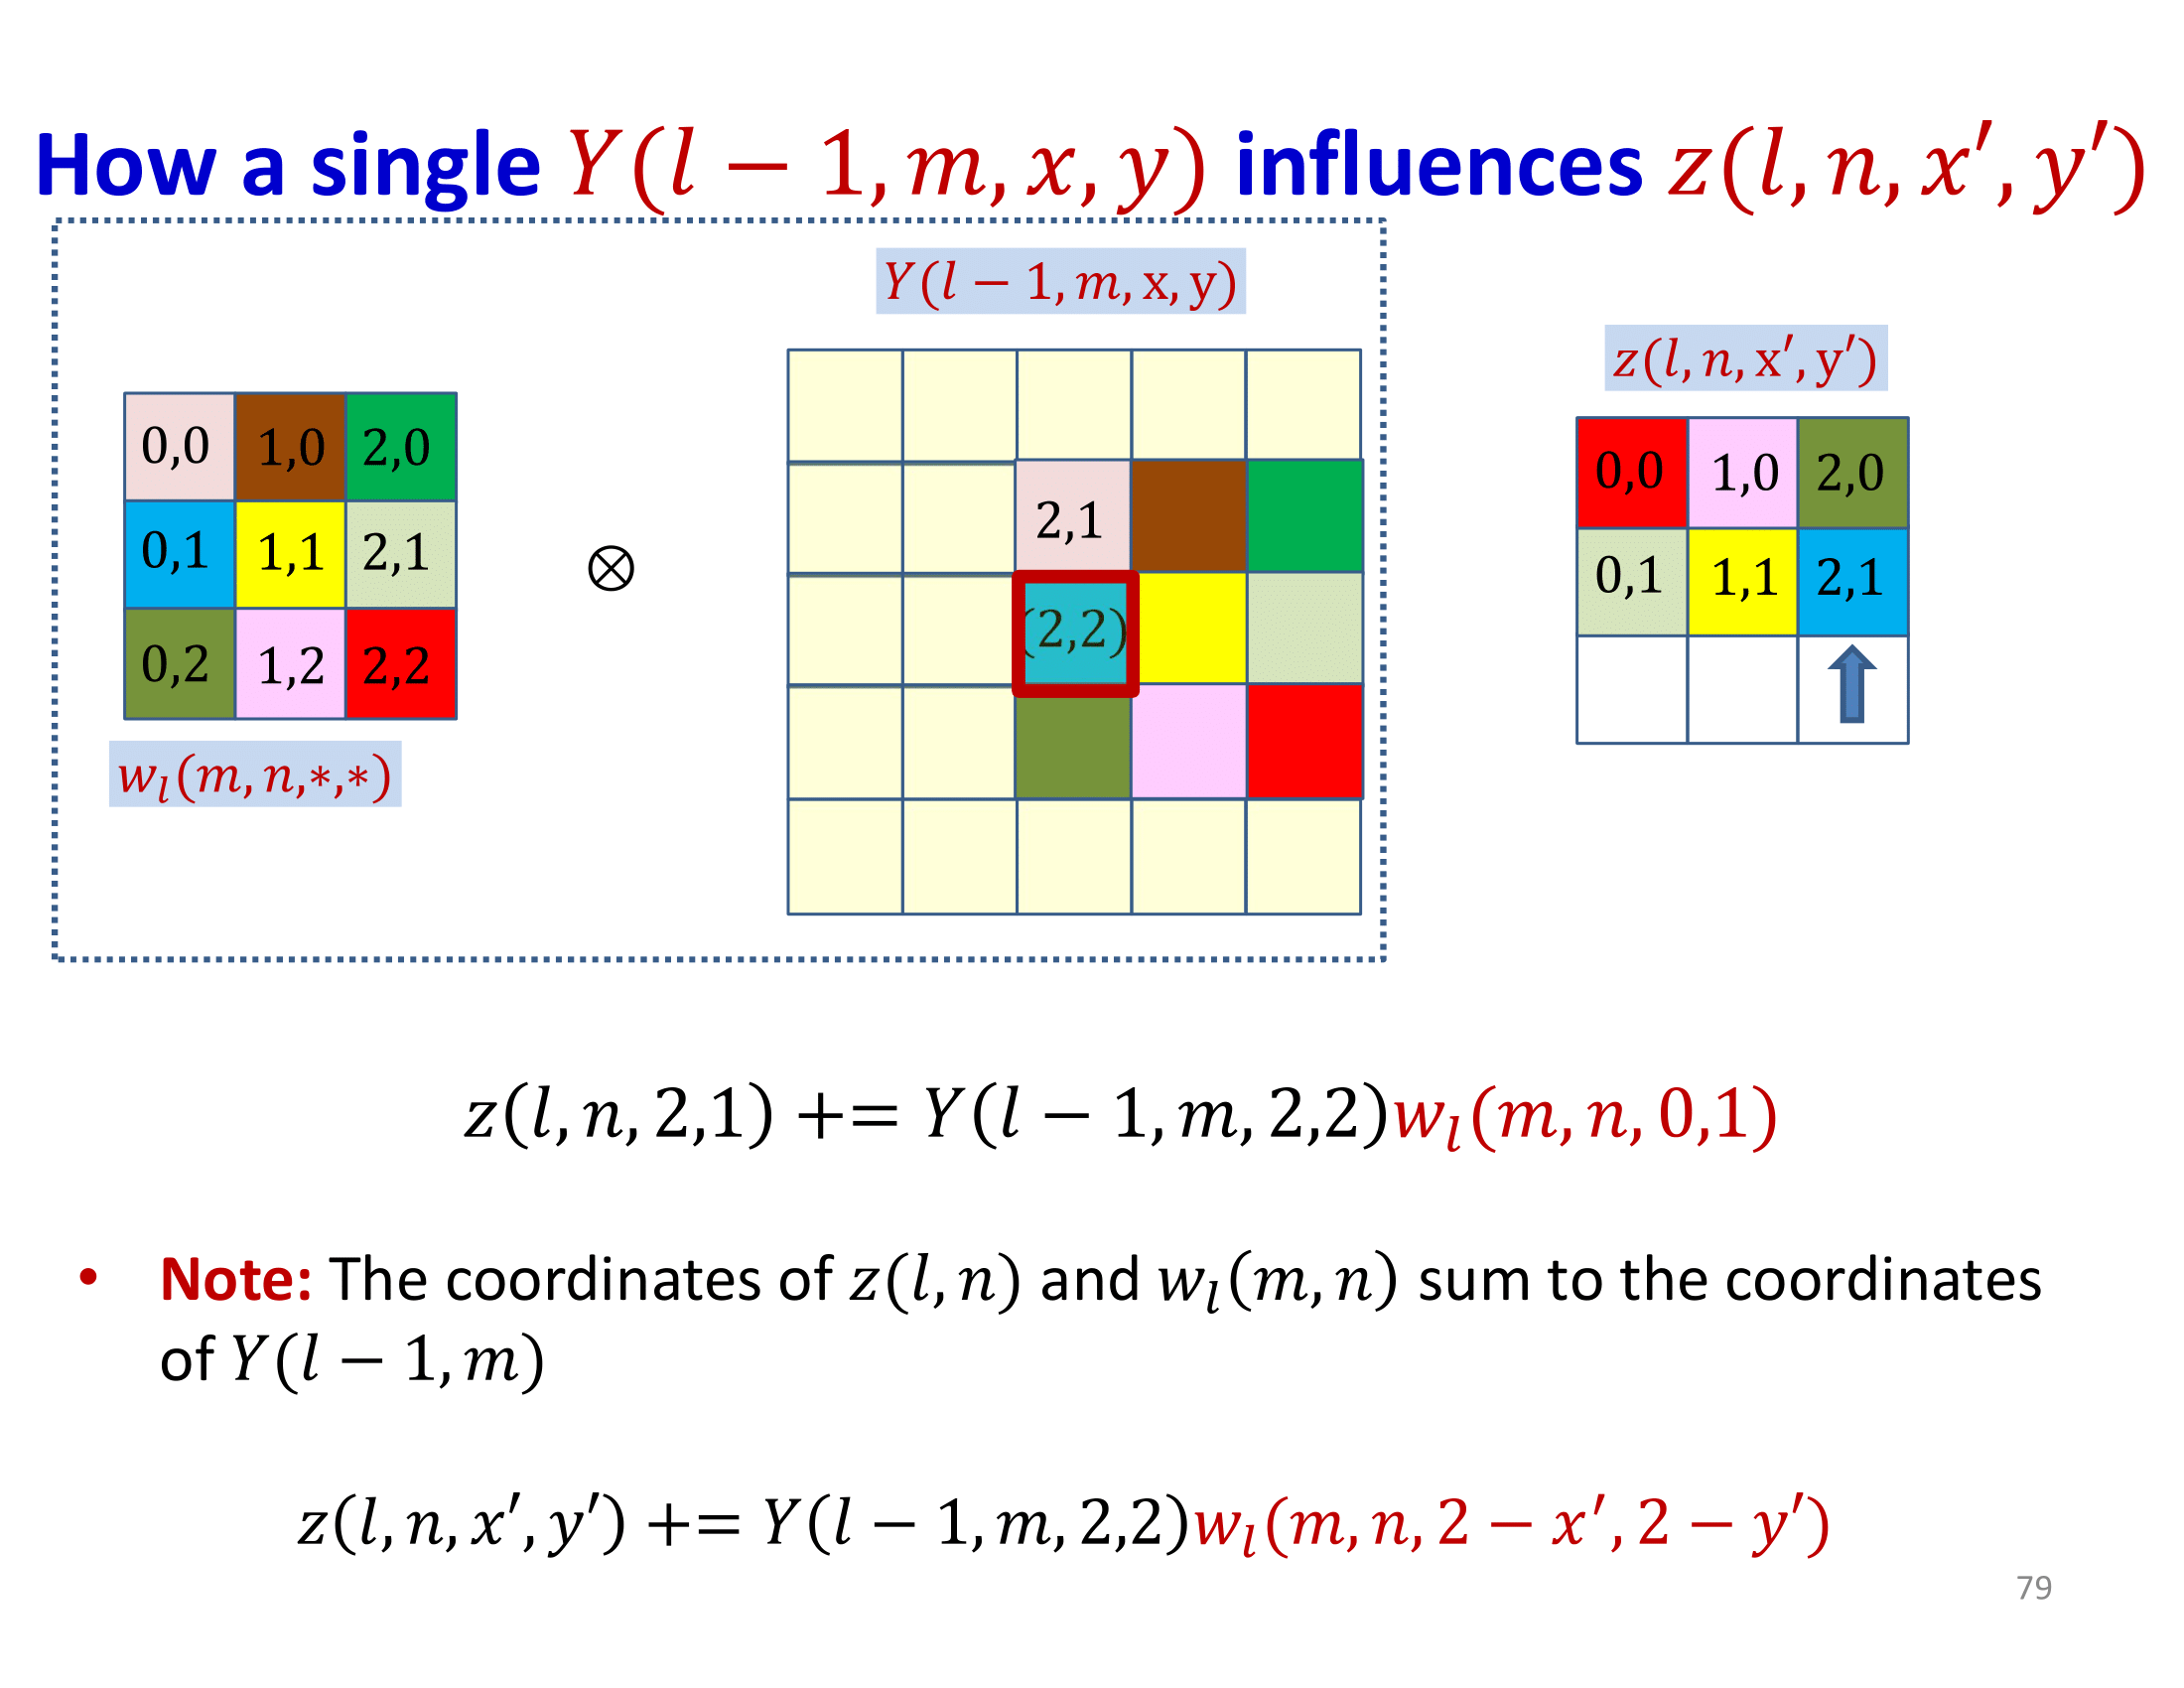 How a single Y(l − 1, m, x, y) influences z(l, n, x′, y′)
Y(l − 1, m, x, y)
z(l, n, x′, y′)
0,0 1,0 2,0
0,1 1,1 2,1
0,2 1,2 2,2
w_l(m, n,∗,∗)
⊗
2,1
(2,2)
0,0 1,0 2,0
0,1 1,1 2,1
z(l, n, 2,1) += Y(l − 1, m, 2,2)w_l(m, n, 0,1)
• Note: The coordinates of z(l, n) and w_l(m, n) sum to the coordinates
of Y(l − 1, m)
z(l, n, x′, y′) += Y(l − 1, m, 2,2)w_l(m, n, 2 − x′, 2 − y′)
79